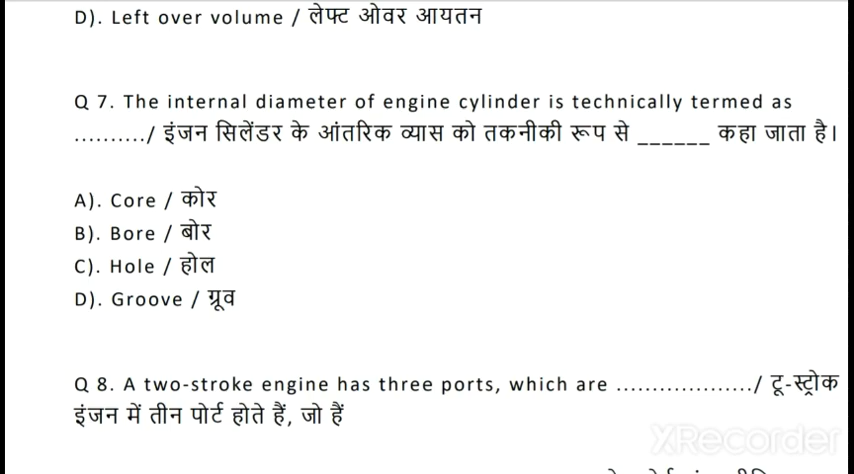 D). Left over volume / लेफ्ट ओवर आयतन
Q 7. The internal diameter of engine cylinder is technically termed as
........../ इंजन सिलेंडर के आंतरिक व्यास को तकनीकी रूप से ______ कहा जाता है।
A). Core / कोर
B). Bore / बोर
C). Hole / होल
D). Groove / ग्रूव
Q 8. A two-stroke engine has three ports, which are .................../ टू-स्ट्रोक
इंजन में तीन पोर्ट होते हैं, जो हैं
XRecorder